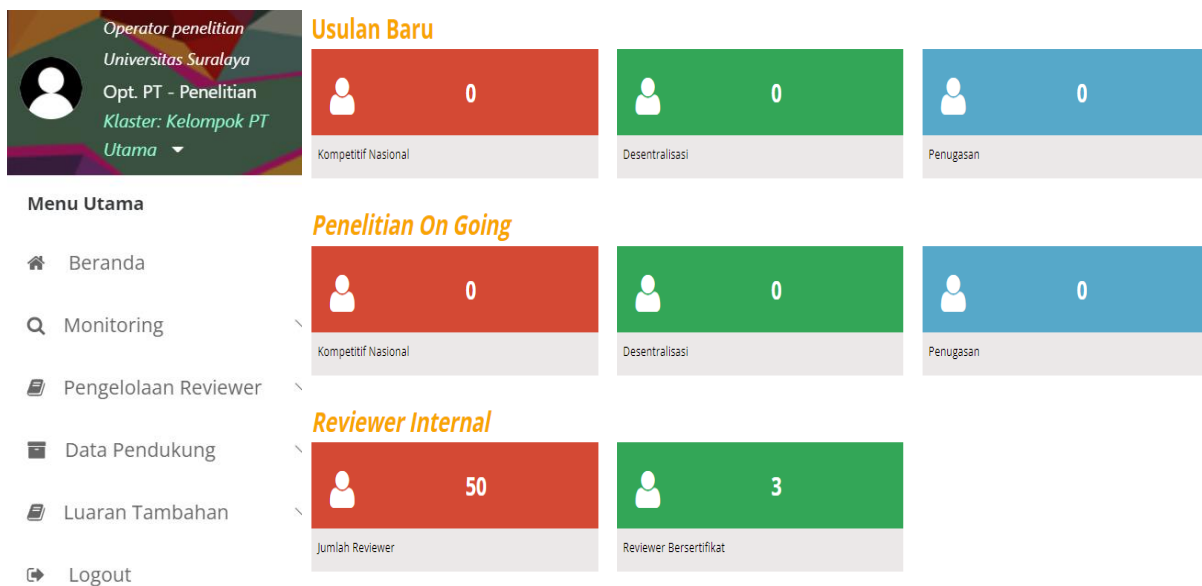 Operator penelitian
Universitas Suralaya
Opt. PT - Penelitian
Klaster: Kelompok PT
Utama
Menu Utama
Beranda
Monitoring
Pengelolaan Reviewer
Data Pendukung
Luaran Tambahan
Logout
Usulan Baru
0
0
0
Kompetitif Nasional
Desentralisasi
Penugasan
Penelitian On Going
0
0
0
Kompetitif Nasional
Desentralisasi
Penugasan
Reviewer Internal
50
3
Jumlah Reviewer
Reviewer Bersertifikat